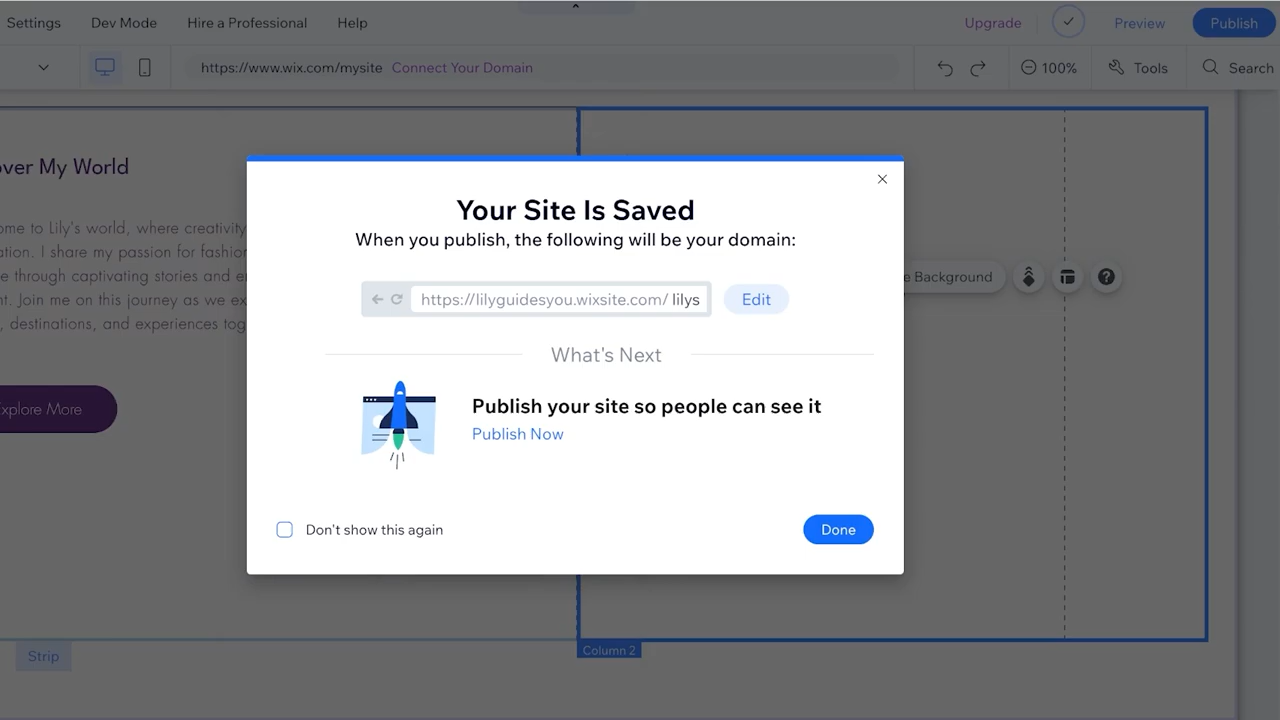 Settings Dev Mode Hire a Professional Help Upgrade Preview Publish
https://www.wix.com/mysite Connect Your Domain 100% Tools Search
over My World
ome to Lily's world, where creativity
ation. I share my passion for fashion
e through captivating stories and en
nt. Join me on this journey as we ex
, destinations, and experiences tog
Explore More
Your Site Is Saved
When you publish, the following will be your domain:
https://lilyguidesyou.wixsite.com/ lilys Edit
What's Next
Publish your site so people can see it
Publish Now
Don't show this again Done
e Background
Strip
Column 2